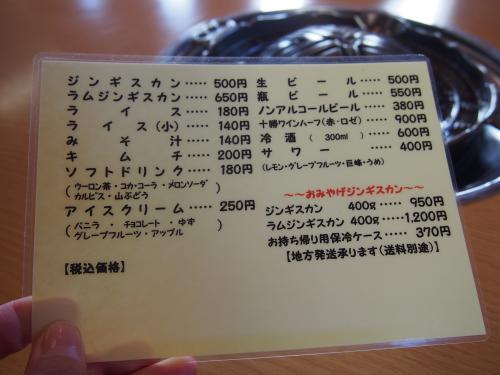 ジンギスカン‥‥‥500円
ラムジンギスカン‥‥‥650円
ライス‥‥‥180円
ライス(小)‥‥‥140円
みそ汁‥‥‥140円
キムチ‥‥‥200円
ソフトドリンク‥‥‥180円
(ウーロン茶・コカ・コーラ・メロンソーダ
カルピス・山ぶどう)
アイスクリーム‥‥‥250円
(バニラ・チョコレート・ゆず
グレープフルーツ・アップル)
【税込価格】
生ビール‥‥‥500円
瓶ビール‥‥‥550円
ノンアルコールビール‥‥‥380円
十勝ワインハーフ(赤・ロゼ)‥‥‥900円
冷酒(300ml)‥‥‥600円
サワー‥‥‥400円
(レモン・グレープフルーツ・巨峰・うめ)
~~おみやげジンギスカン~~
ジンギスカン 400g‥‥‥950円
ラムジンギスカン 400g‥‥‥1,200円
お持ち帰り用保冷ケース‥‥‥370円
【地方発送承ります(送料別途)】